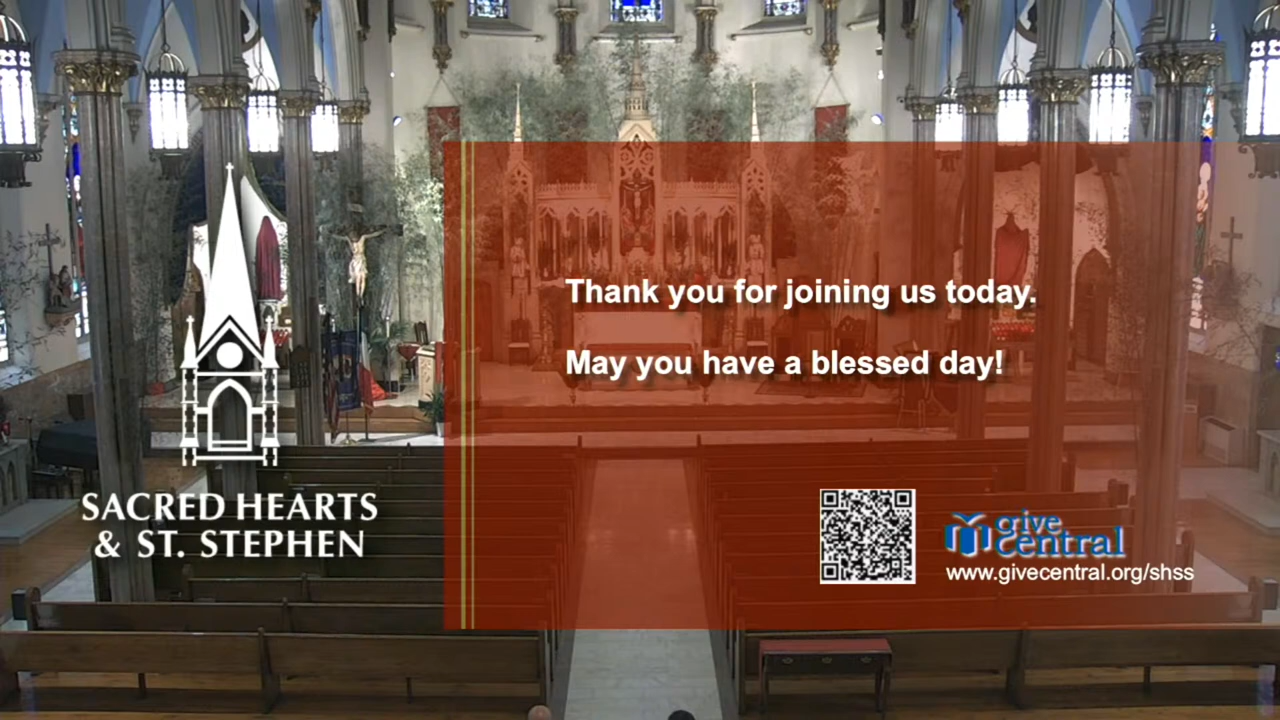 SACRED HEARTS
& ST. STEPHEN
Thank you for joining us today.
May you have a blessed day!
give
central
www.givecentral.org/shss